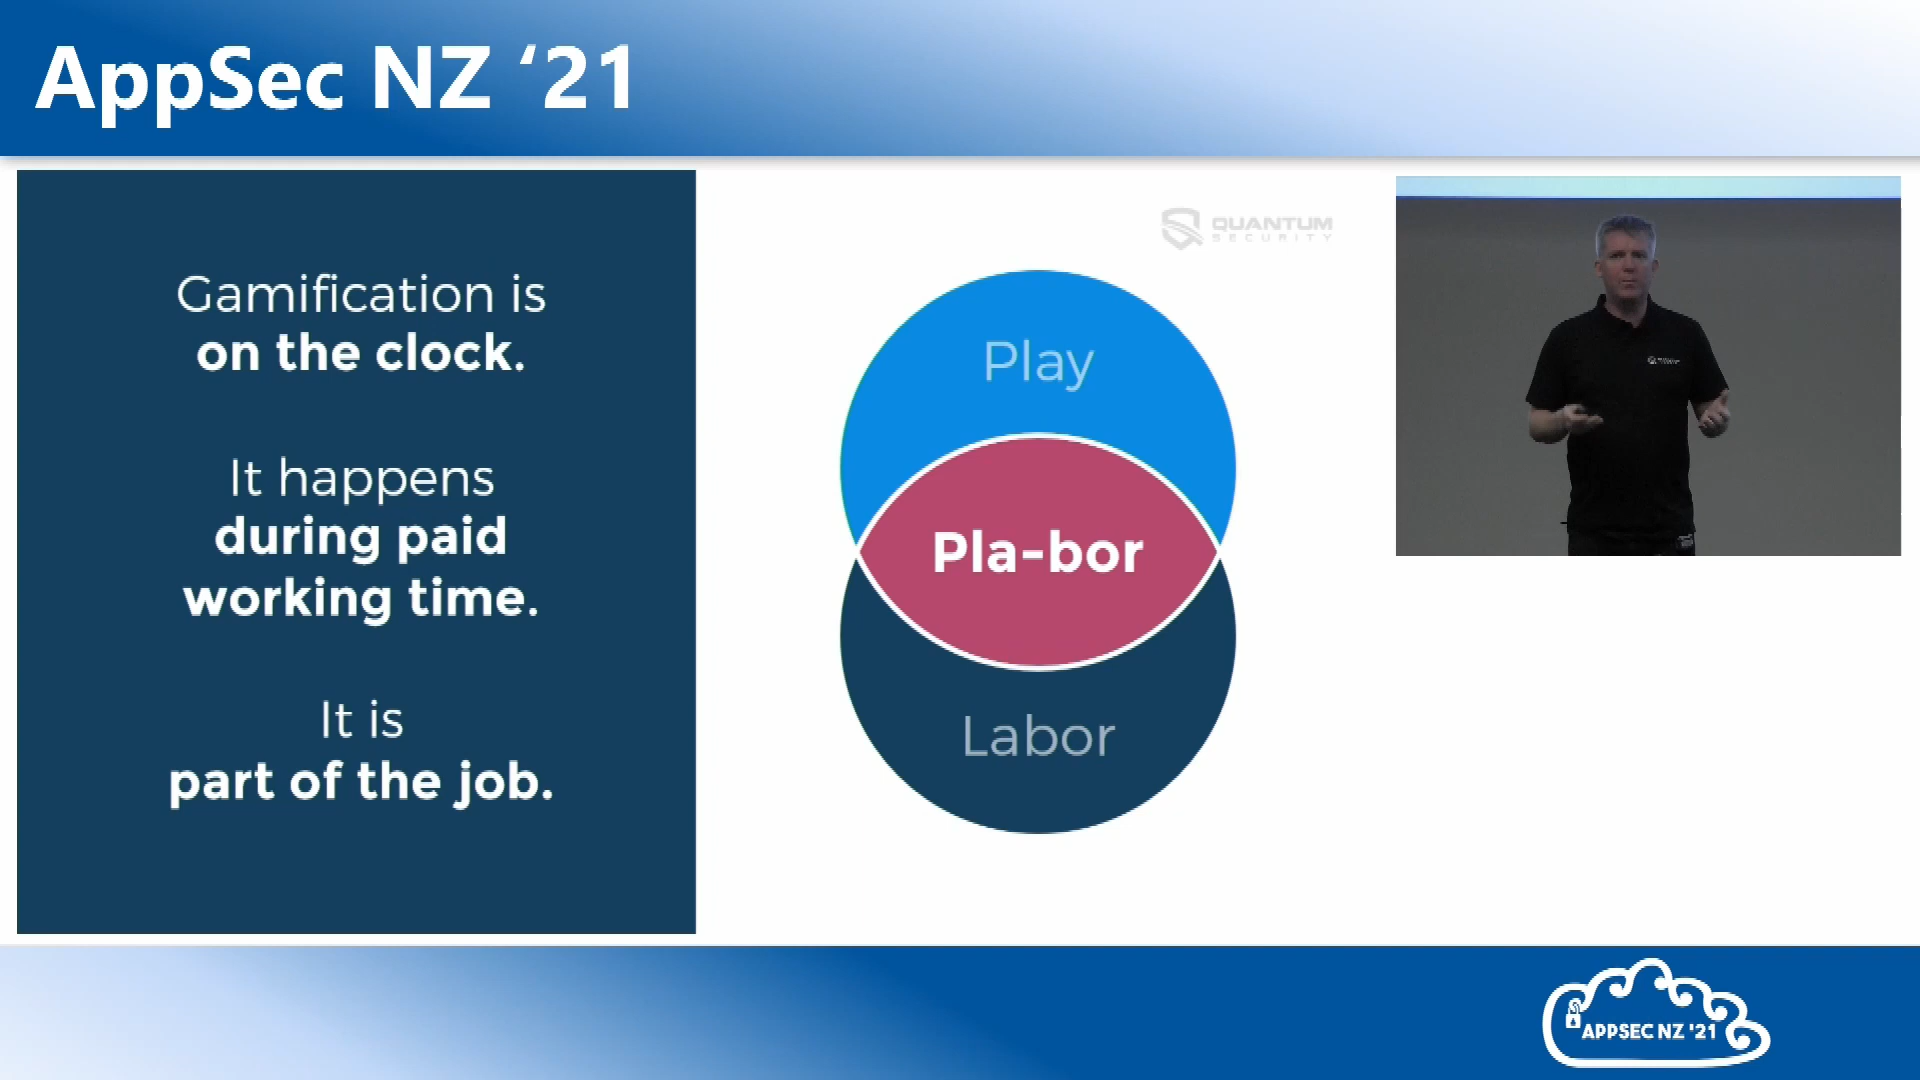 AppSec NZ ‘21
Gamification is
on the clock.
It happens
during paid
working time.
It is
part of the job.
QUANTUM
SECURITY
Play
Pla-bor
Labor
APPSEC NZ '21